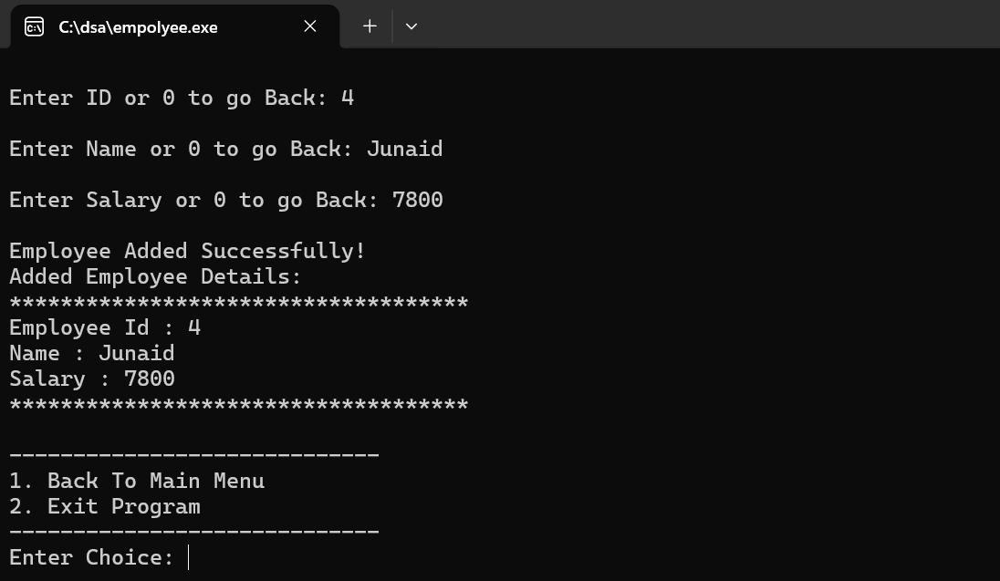 C:\dsa\empolyee.exe
Enter ID or 0 to go Back: 4
Enter Name or 0 to go Back: Junaid
Enter Salary or 0 to go Back: 7800
Employee Added Successfully!
Added Employee Details:
************************************
Employee Id : 4
Name : Junaid
Salary : 7800
************************************
-----------------------------
1. Back To Main Menu
2. Exit Program
-----------------------------
Enter Choice: